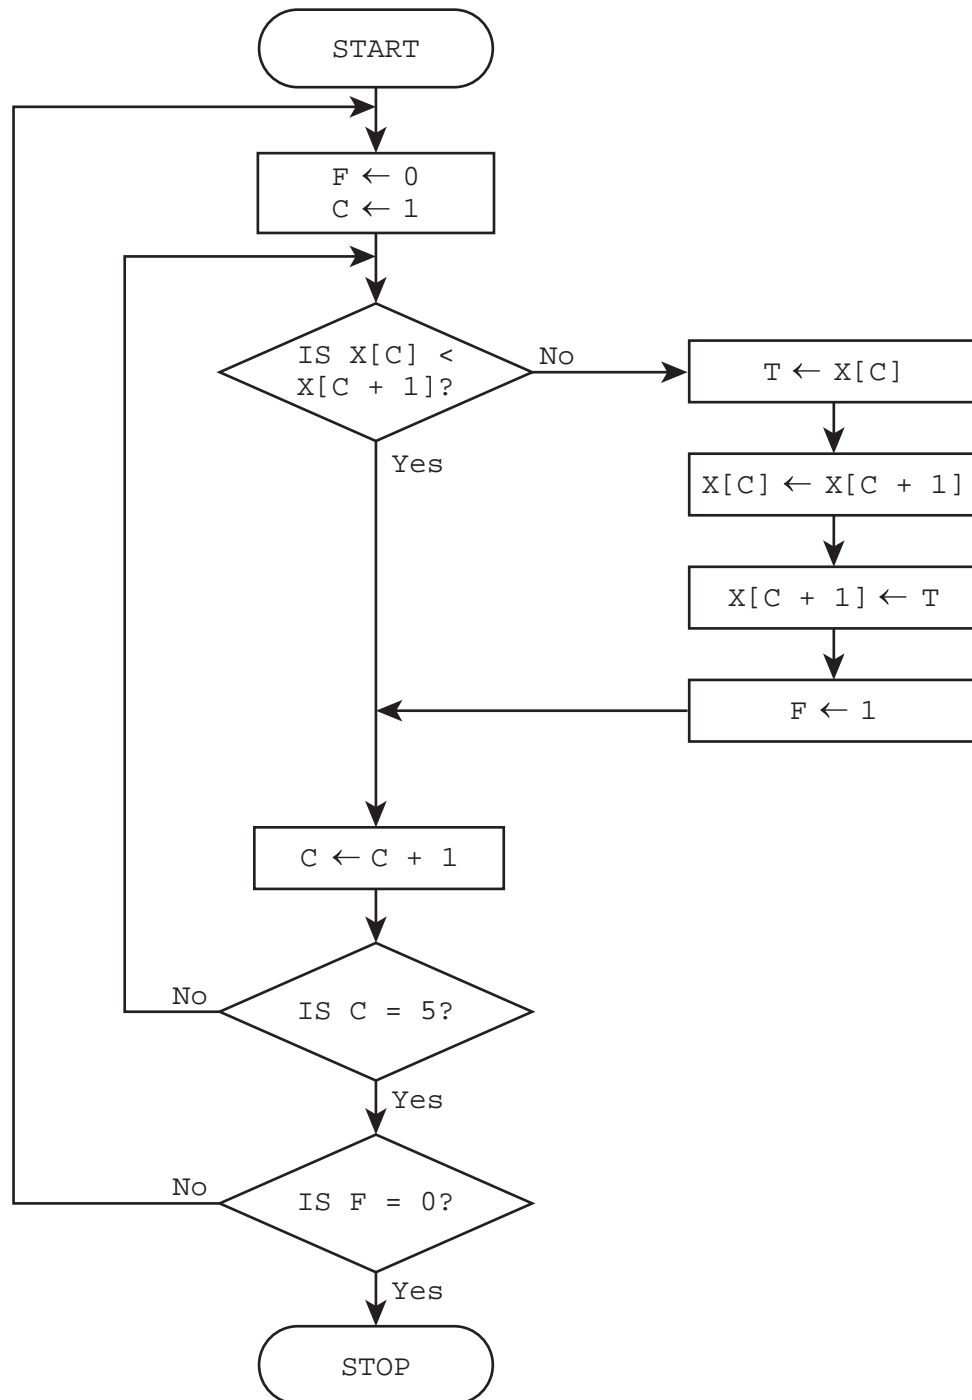 START
F ← 0
C ← 1
IS X[C] <
X[C + 1]?
No
T ← X[C]
Yes
X[C] ← X[C + 1]
X[C + 1] ← T
F ← 1
C ← C + 1
No
IS C = 5?
Yes
No
IS F = 0?
Yes
STOP